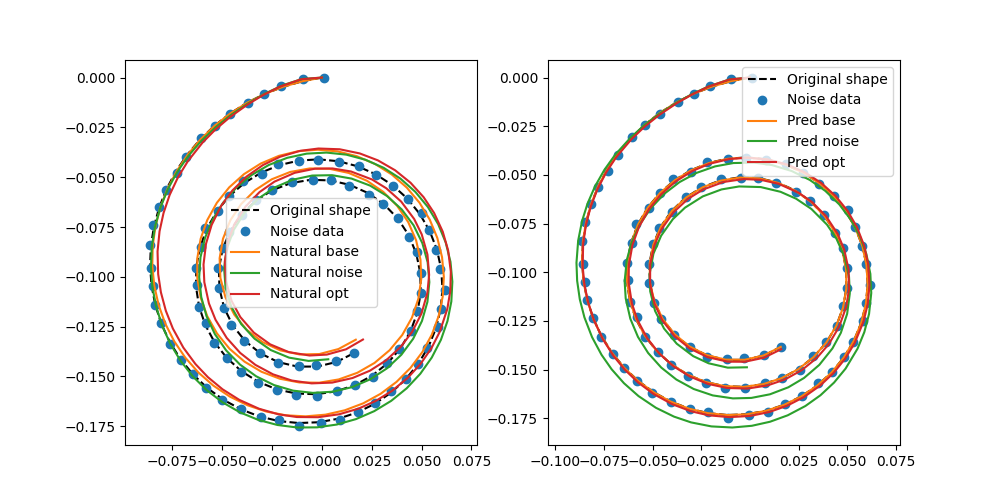 0.000
−0.025
−0.050
−0.075
−0.100
−0.125
−0.150
−0.175
Original shape
Noise data
Natural base
Natural noise
Natural opt
−0.075−0.050−0.025 0.000 0.025 0.050 0.075
0.000
−0.025
−0.050
−0.075
−0.100
−0.125
−0.150
−0.175
Original shape
Noise data
Pred base
Pred noise
Pred opt
−0.100−0.075−0.050−0.025 0.000 0.025 0.050 0.075